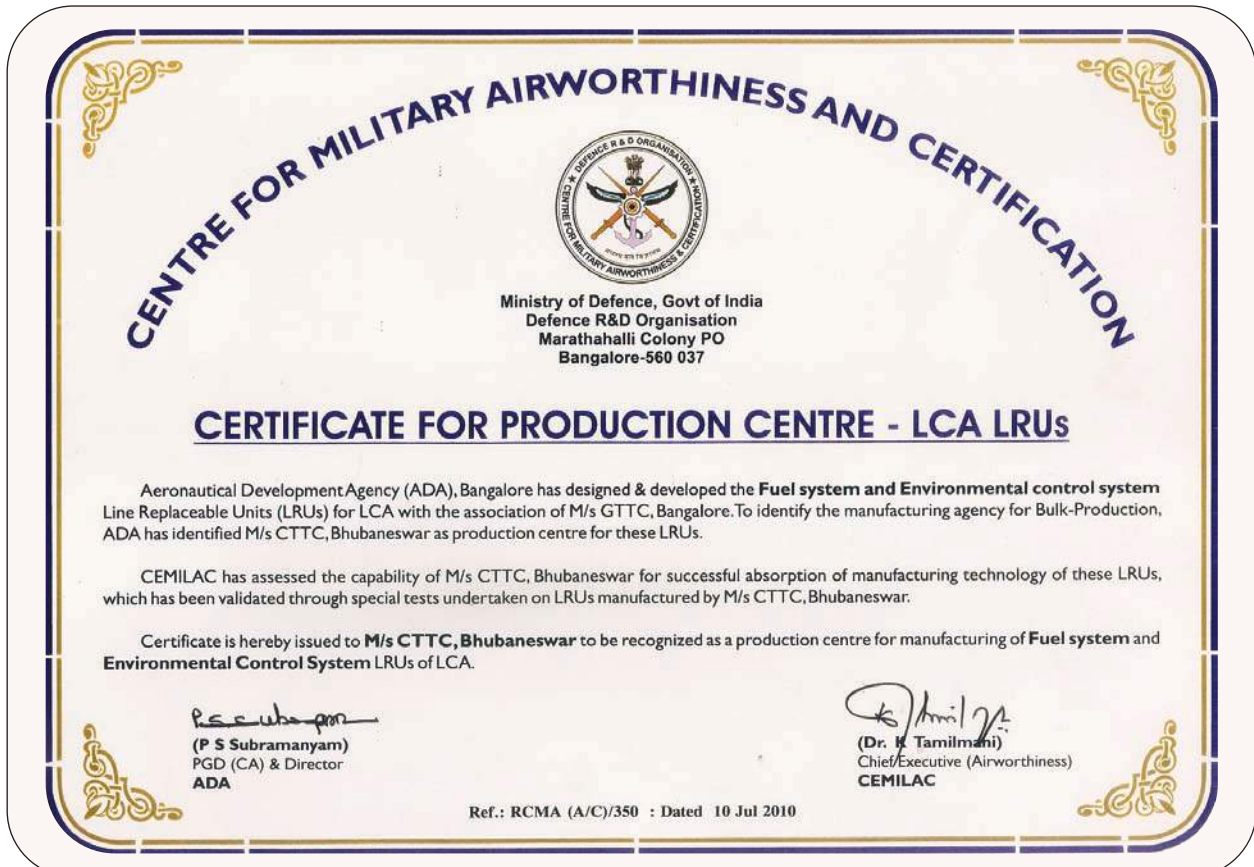 CENTRE FOR MILITARY AIRWORTHINESS AND CERTIFICATION
★ DEFENCE R & D ORGANISATION ★
CENTRE FOR MILITARY AIRWORTHINESS & CERTIFICATION
Ministry of Defence, Govt of India
Defence R&D Organisation
Marathahalli Colony PO
Bangalore-560 037
CERTIFICATE FOR PRODUCTION CENTRE - LCA LRUs
Aeronautical Development Agency (ADA), Bangalore has designed & developed the Fuel system and Environmental control system
Line Replaceable Units (LRUs) for LCA with the association of M/s GTTC, Bangalore. To identify the manufacturing agency for Bulk-Production,
ADA has identified M/s CTTC, Bhubaneswar as production centre for these LRUs.
CEMILAC has assessed the capability of M/s CTTC, Bhubaneswar for successful absorption of manufacturing technology of these LRUs,
which has been validated through special tests undertaken on LRUs manufactured by M/s CTTC, Bhubaneswar.
Certificate is hereby issued to M/s CTTC, Bhubaneswar to be recognized as a production centre for manufacturing of Fuel system and
Environmental Control System LRUs of LCA.
(P S Subramanyam)
PGD (CA) & Director
ADA
(Dr. K Tamilmani)
Chief Executive (Airworthiness)
CEMILAC
Ref.: RCMA (A/C)/350 : Dated 10 Jul 2010